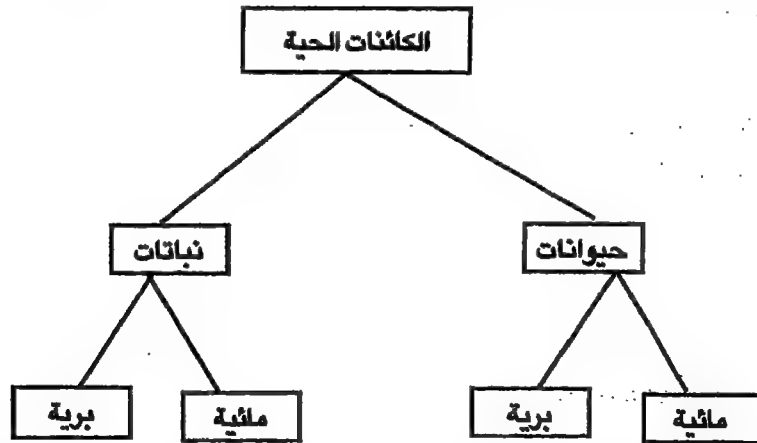 الكائنات الحية
حيوانات
نباتات
مائية
برية
مائية
برية